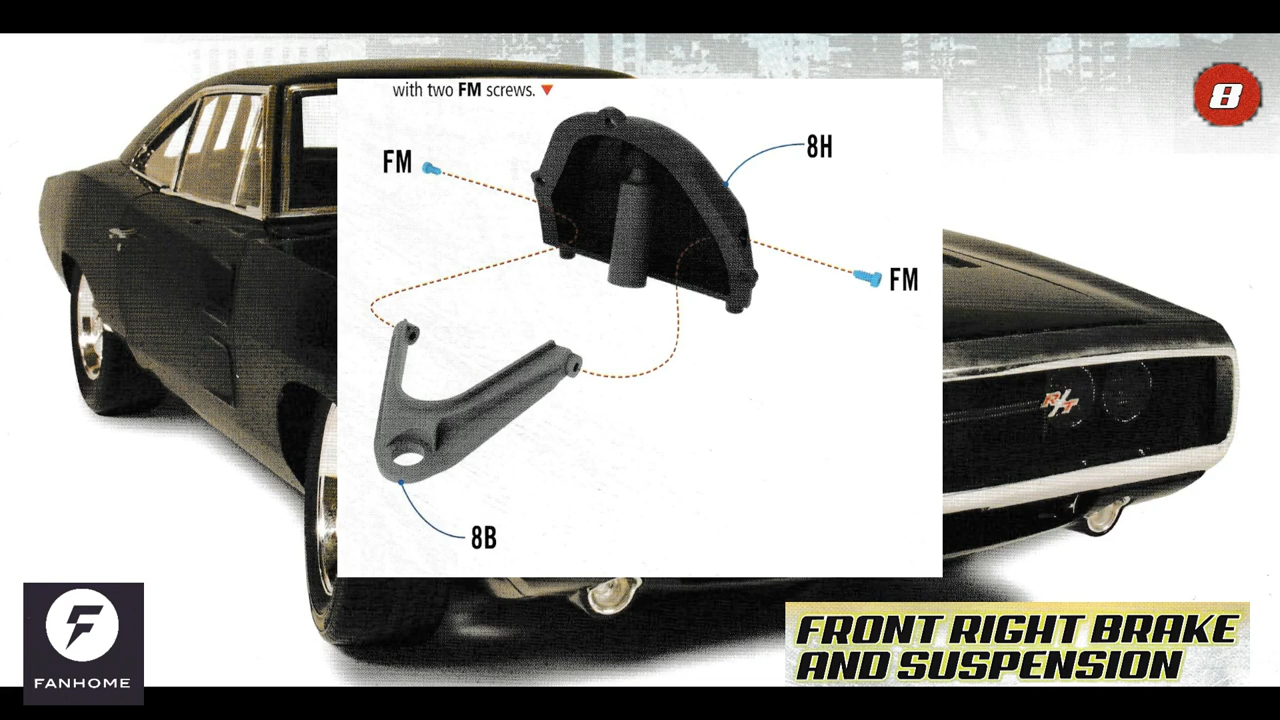 with two FM screws.
8
8H
FM
FM
8B
R/T
FANHOME
FRONT RIGHT BRAKE
AND SUSPENSION